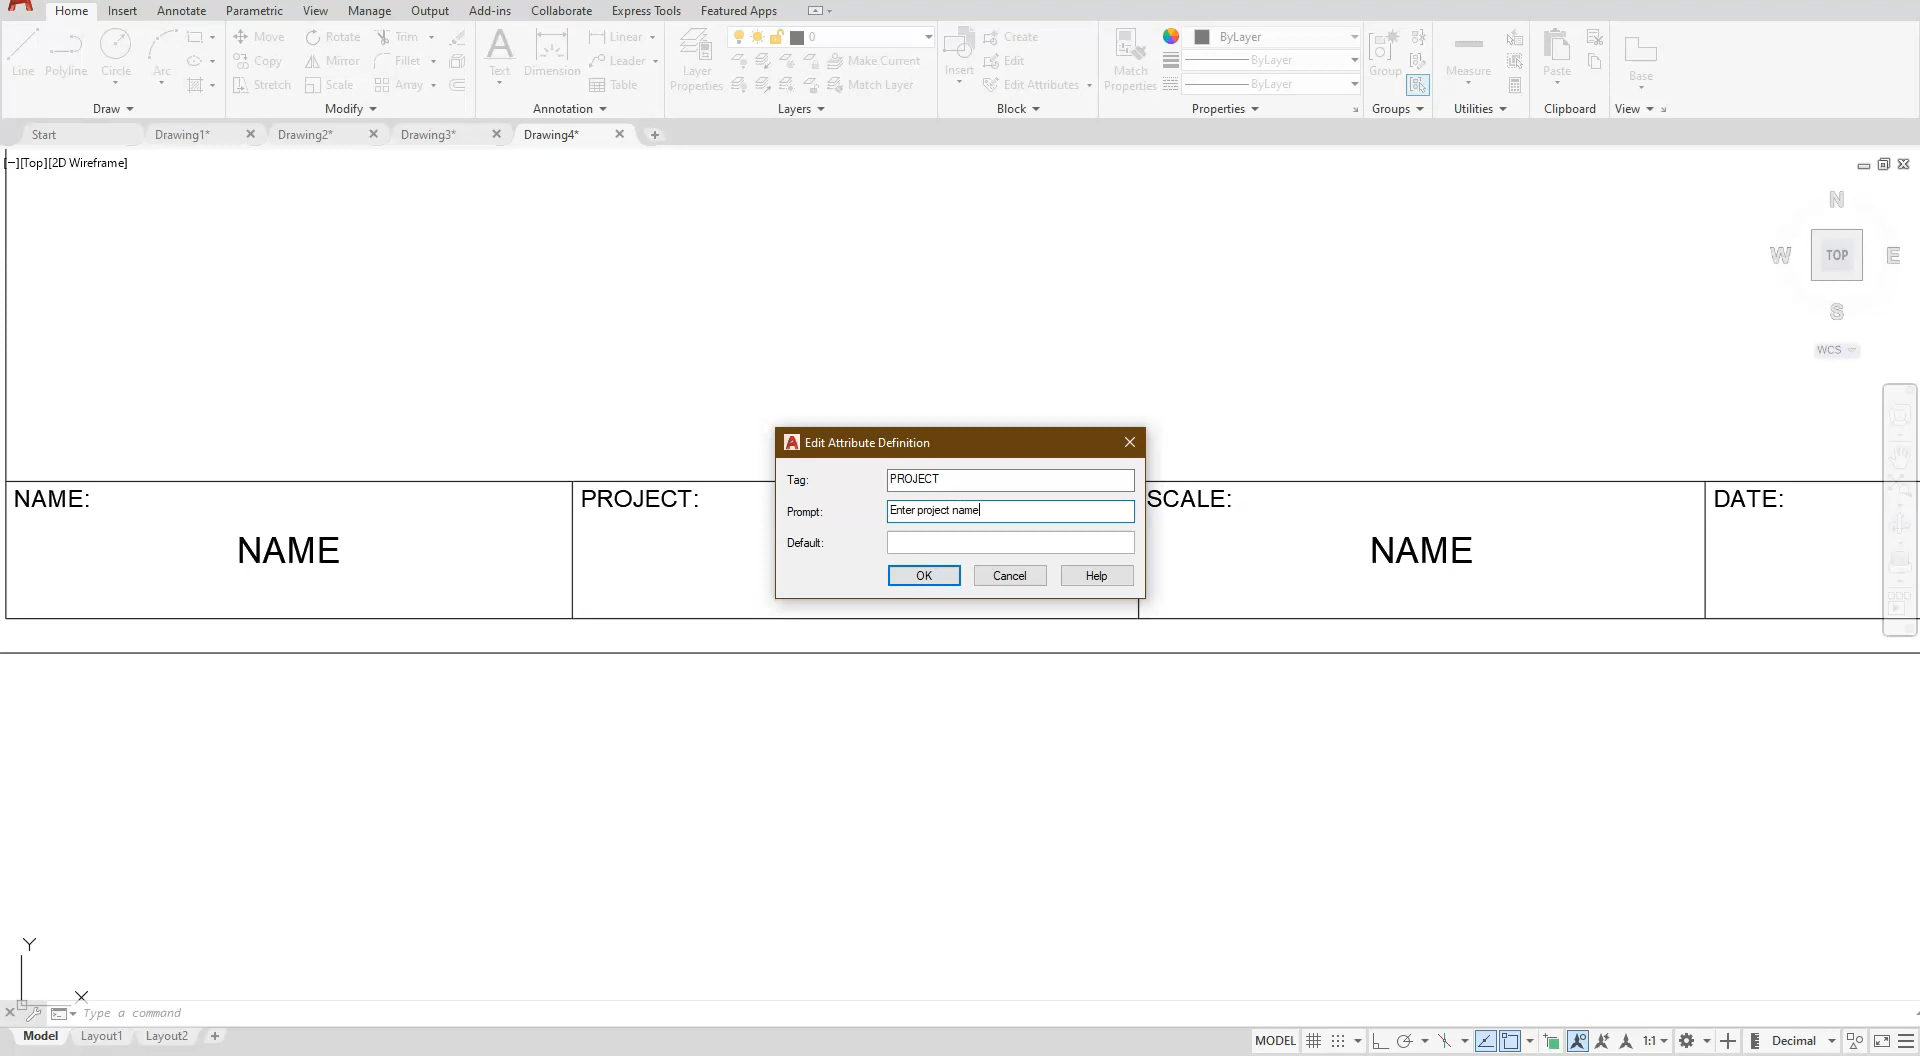 Home Insert Annotate Parametric View Manage Output Add-ins Collaborate Express Tools Featured Apps
Line Polyline Circle Arc
Move Rotate Trim
Copy Mirror Fillet
Stretch Scale Array
Text Dimension
Linear
Leader
Table
Layer Properties
0
Make Current
Match Layer
Insert
Create
Edit
Edit Attributes
Match Properties
ByLayer
ByLayer
ByLayer
Group
Measure
Paste
Base
Draw Modify Annotation Layers Block Properties Groups Utilities Clipboard View
Start Drawing1* Drawing2* Drawing3* Drawing4*
[−][Top][2D Wireframe]
N
W TOP E
S
WCS
Edit Attribute Definition
Tag: PROJECT
Prompt: Enter project name
Default:
OK Cancel Help
NAME: PROJECT: SCALE: DATE:
NAME NAME
Y
X
Type a command
Model Layout1 Layout2
MODEL 1:1 Decimal